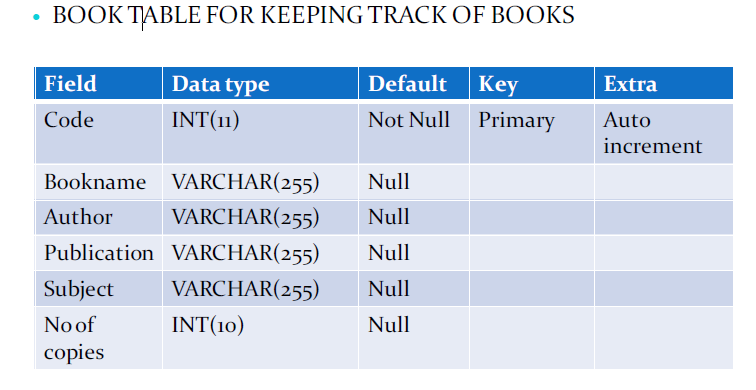 • BOOK TABLE FOR KEEPING TRACK OF BOOKS
Field Data type Default Key Extra
Code INT(11) Not Null Primary Auto increment
Bookname VARCHAR(255) Null
Author VARCHAR(255) Null
Publication VARCHAR(255) Null
Subject VARCHAR(255) Null
No of copies INT(10) Null